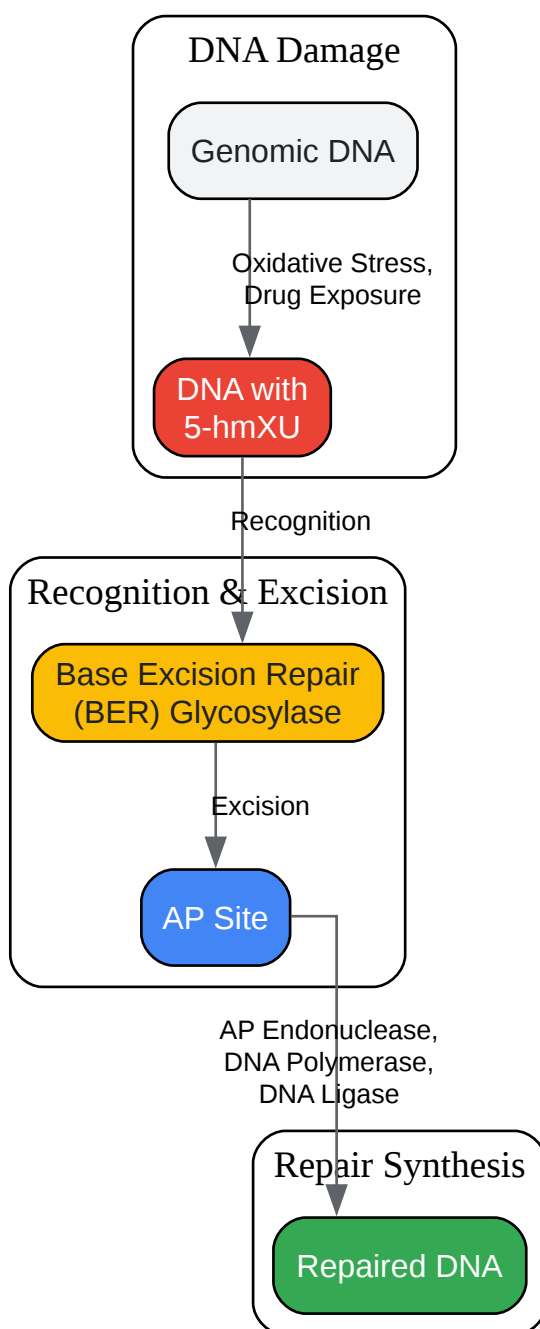 DNA Damage
Genomic DNA
Oxidative Stress,
Drug Exposure
DNA with
5-hmXU
Recognition
Recognition & Excision
Base Excision Repair
(BER) Glycosylase
Excision
AP Site
AP Endonuclease,
DNA Polymerase,
DNA Ligase
Repair Synthesis
Repaired DNA